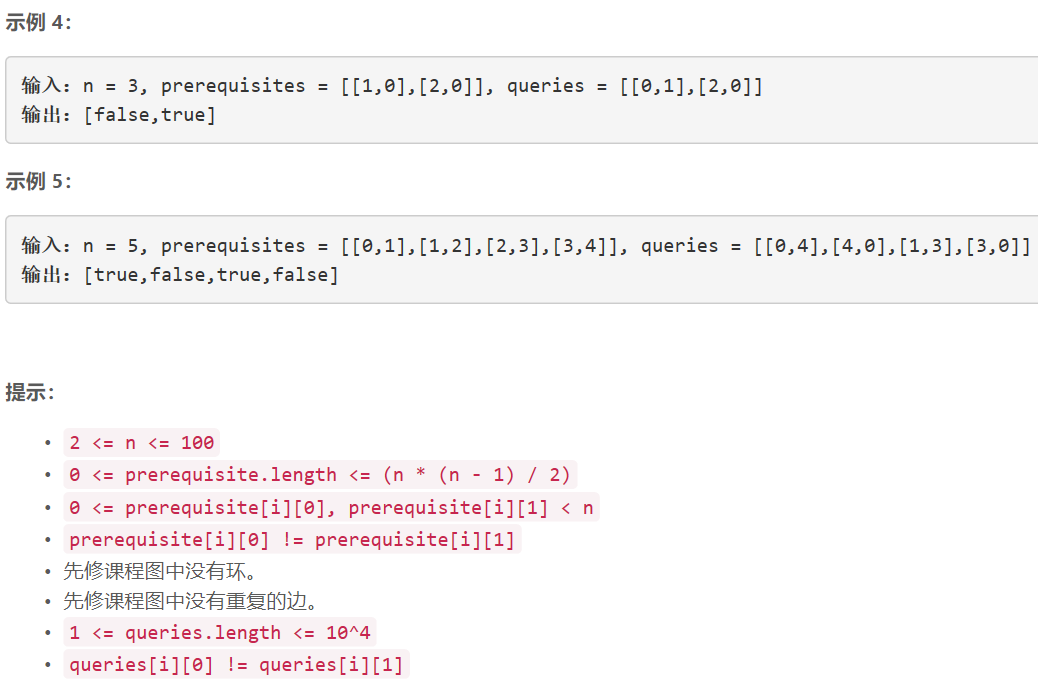 示例 4：
输入：n = 3, prerequisites = [[1,0],[2,0]], queries = [[0,1],[2,0]]
输出：[false,true]
示例 5：
输入：n = 5, prerequisites = [[0,1],[1,2],[2,3],[3,4]], queries = [[0,4],[4,0],[1,3],[3,0]]
输出：[true,false,true,false]
提示：
• 2 <= n <= 100
• 0 <= prerequisite.length <= (n * (n - 1) / 2)
• 0 <= prerequisite[i][0], prerequisite[i][1] < n
• prerequisite[i][0] != prerequisite[i][1]
• 先修课程图中没有环。
• 先修课程图中没有重复的边。
• 1 <= queries.length <= 10^4
• queries[i][0] != queries[i][1]